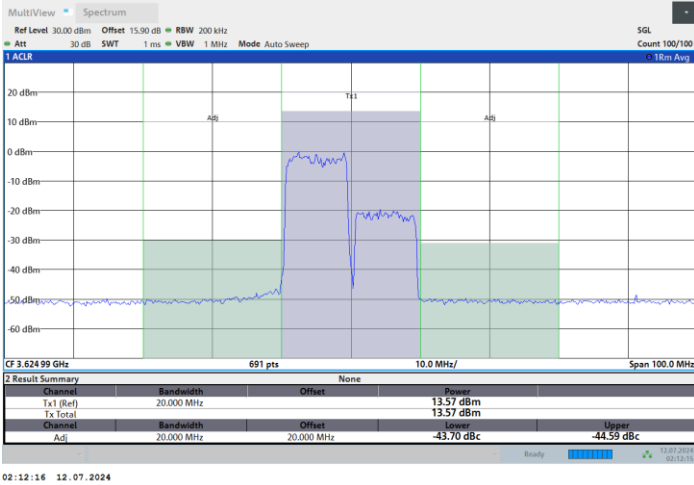 MultiView Spectrum
Ref Level 30.00 dBm Offset 15.90 dB RBW 200 kHz SGL
Att 30 dB SWT 1 ms VBW 1 MHz Mode Auto Sweep Count 100/100
1 ACLR 1Rm Avg
20 dBm
Tx1
10 dBm Adj Adj
0 dBm
-10 dBm
-20 dBm
-30 dBm
-40 dBm
-50 dBm
-60 dBm
CF 3.624 99 GHz 691 pts 10.0 MHz/ Span 100.0 MHz
2 Result Summary None
Channel Bandwidth Offset Power
Tx1 (Ref) 20.000 MHz 13.57 dBm
Tx Total 13.57 dBm
Channel Bandwidth Offset Lower Upper
Adj 20.000 MHz 20.000 MHz -43.70 dBc -44.59 dBc
Ready 12.07.2024
02:12:15
02:12:16 12.07.2024